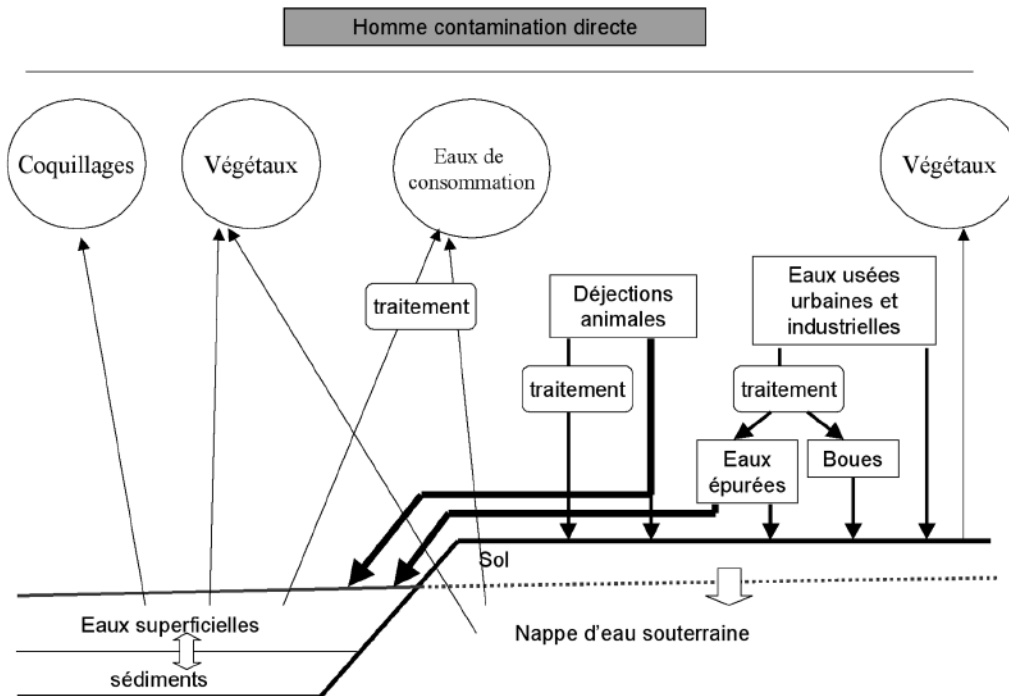 Homme contamination directe
Coquillages
Végétaux
Eaux de
consommation
Végétaux
traitement
Déjections
animales
Eaux usées
urbaines et
industrielles
traitement
traitement
Eaux
épurées
Boues
Sol
Eaux superficielles
Nappe d'eau souterraine
sédiments